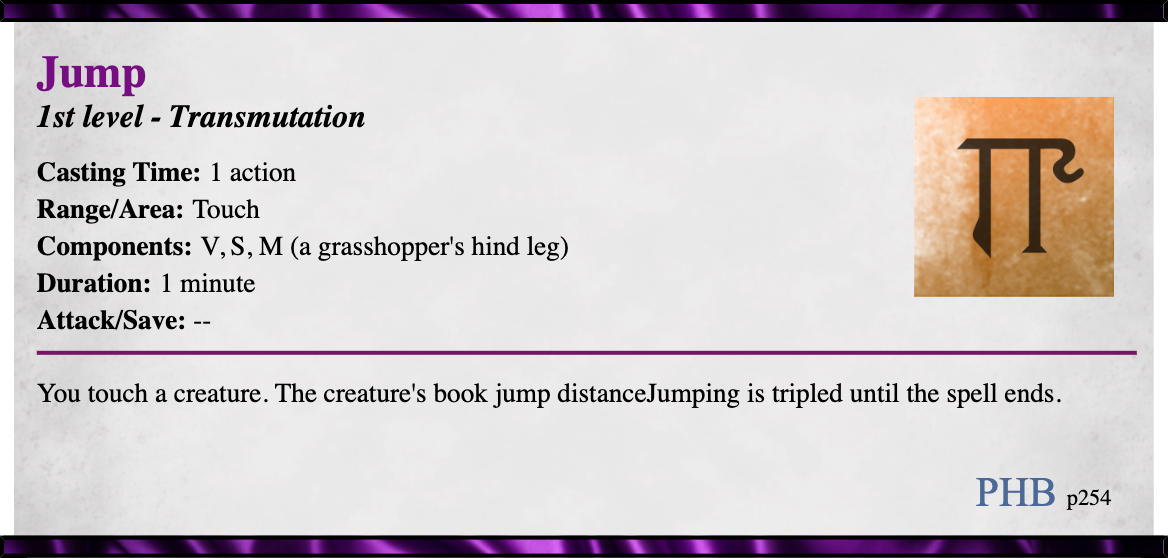 Jump
1st level - Transmutation
Casting Time: 1 action
Range/Area: Touch
Components: V, S, M (a grasshopper's hind leg)
Duration: 1 minute
Attack/Save: --
You touch a creature. The creature's book jump distanceJumping is tripled until the spell ends.
PHB p254